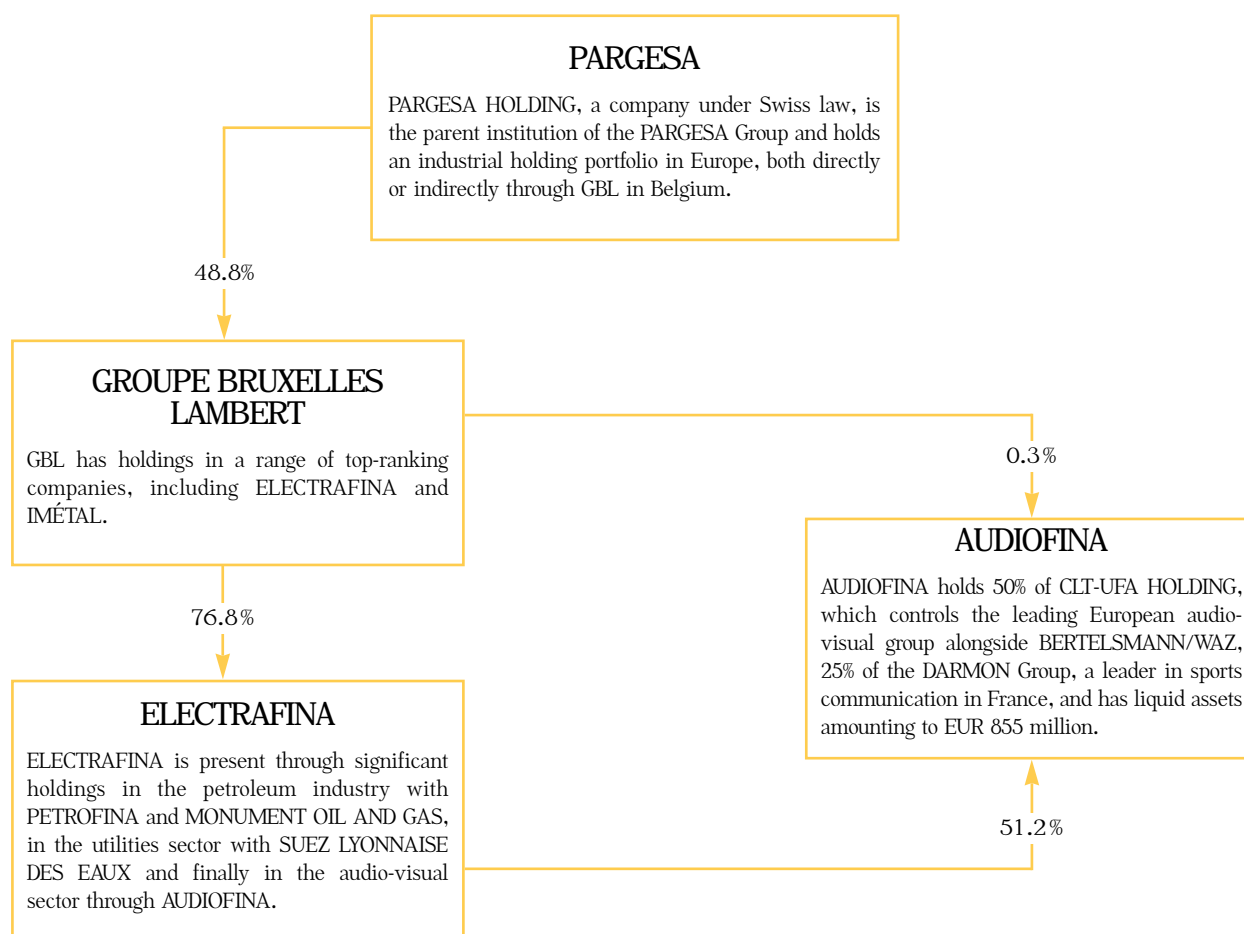 PARGESA
PARGESA HOLDING, a company under Swiss law, is
the parent institution of the PARGESA Group and holds
an industrial holding portfolio in Europe, both directly
or indirectly through GBL in Belgium.
48.8%
GROUPE BRUXELLES
LAMBERT
GBL has holdings in a range of top-ranking
companies, including ELECTRAFINA and
IMÉTAL.
0.3%
AUDIOFINA
AUDIOFINA holds 50% of CLT-UFA HOLDING,
which controls the leading European audio-
visual group alongside BERTELSMANN/WAZ,
25% of the DARMON Group, a leader in sports
communication in France, and has liquid assets
amounting to EUR 855 million.
76.8%
ELECTRAFINA
ELECTRAFINA is present through significant
holdings in the petroleum industry with
PETROFINA and MONUMENT OIL AND GAS,
in the utilities sector with SUEZ LYONNAISE
DES EAUX and finally in the audio-visual
sector through AUDIOFINA.
51.2%